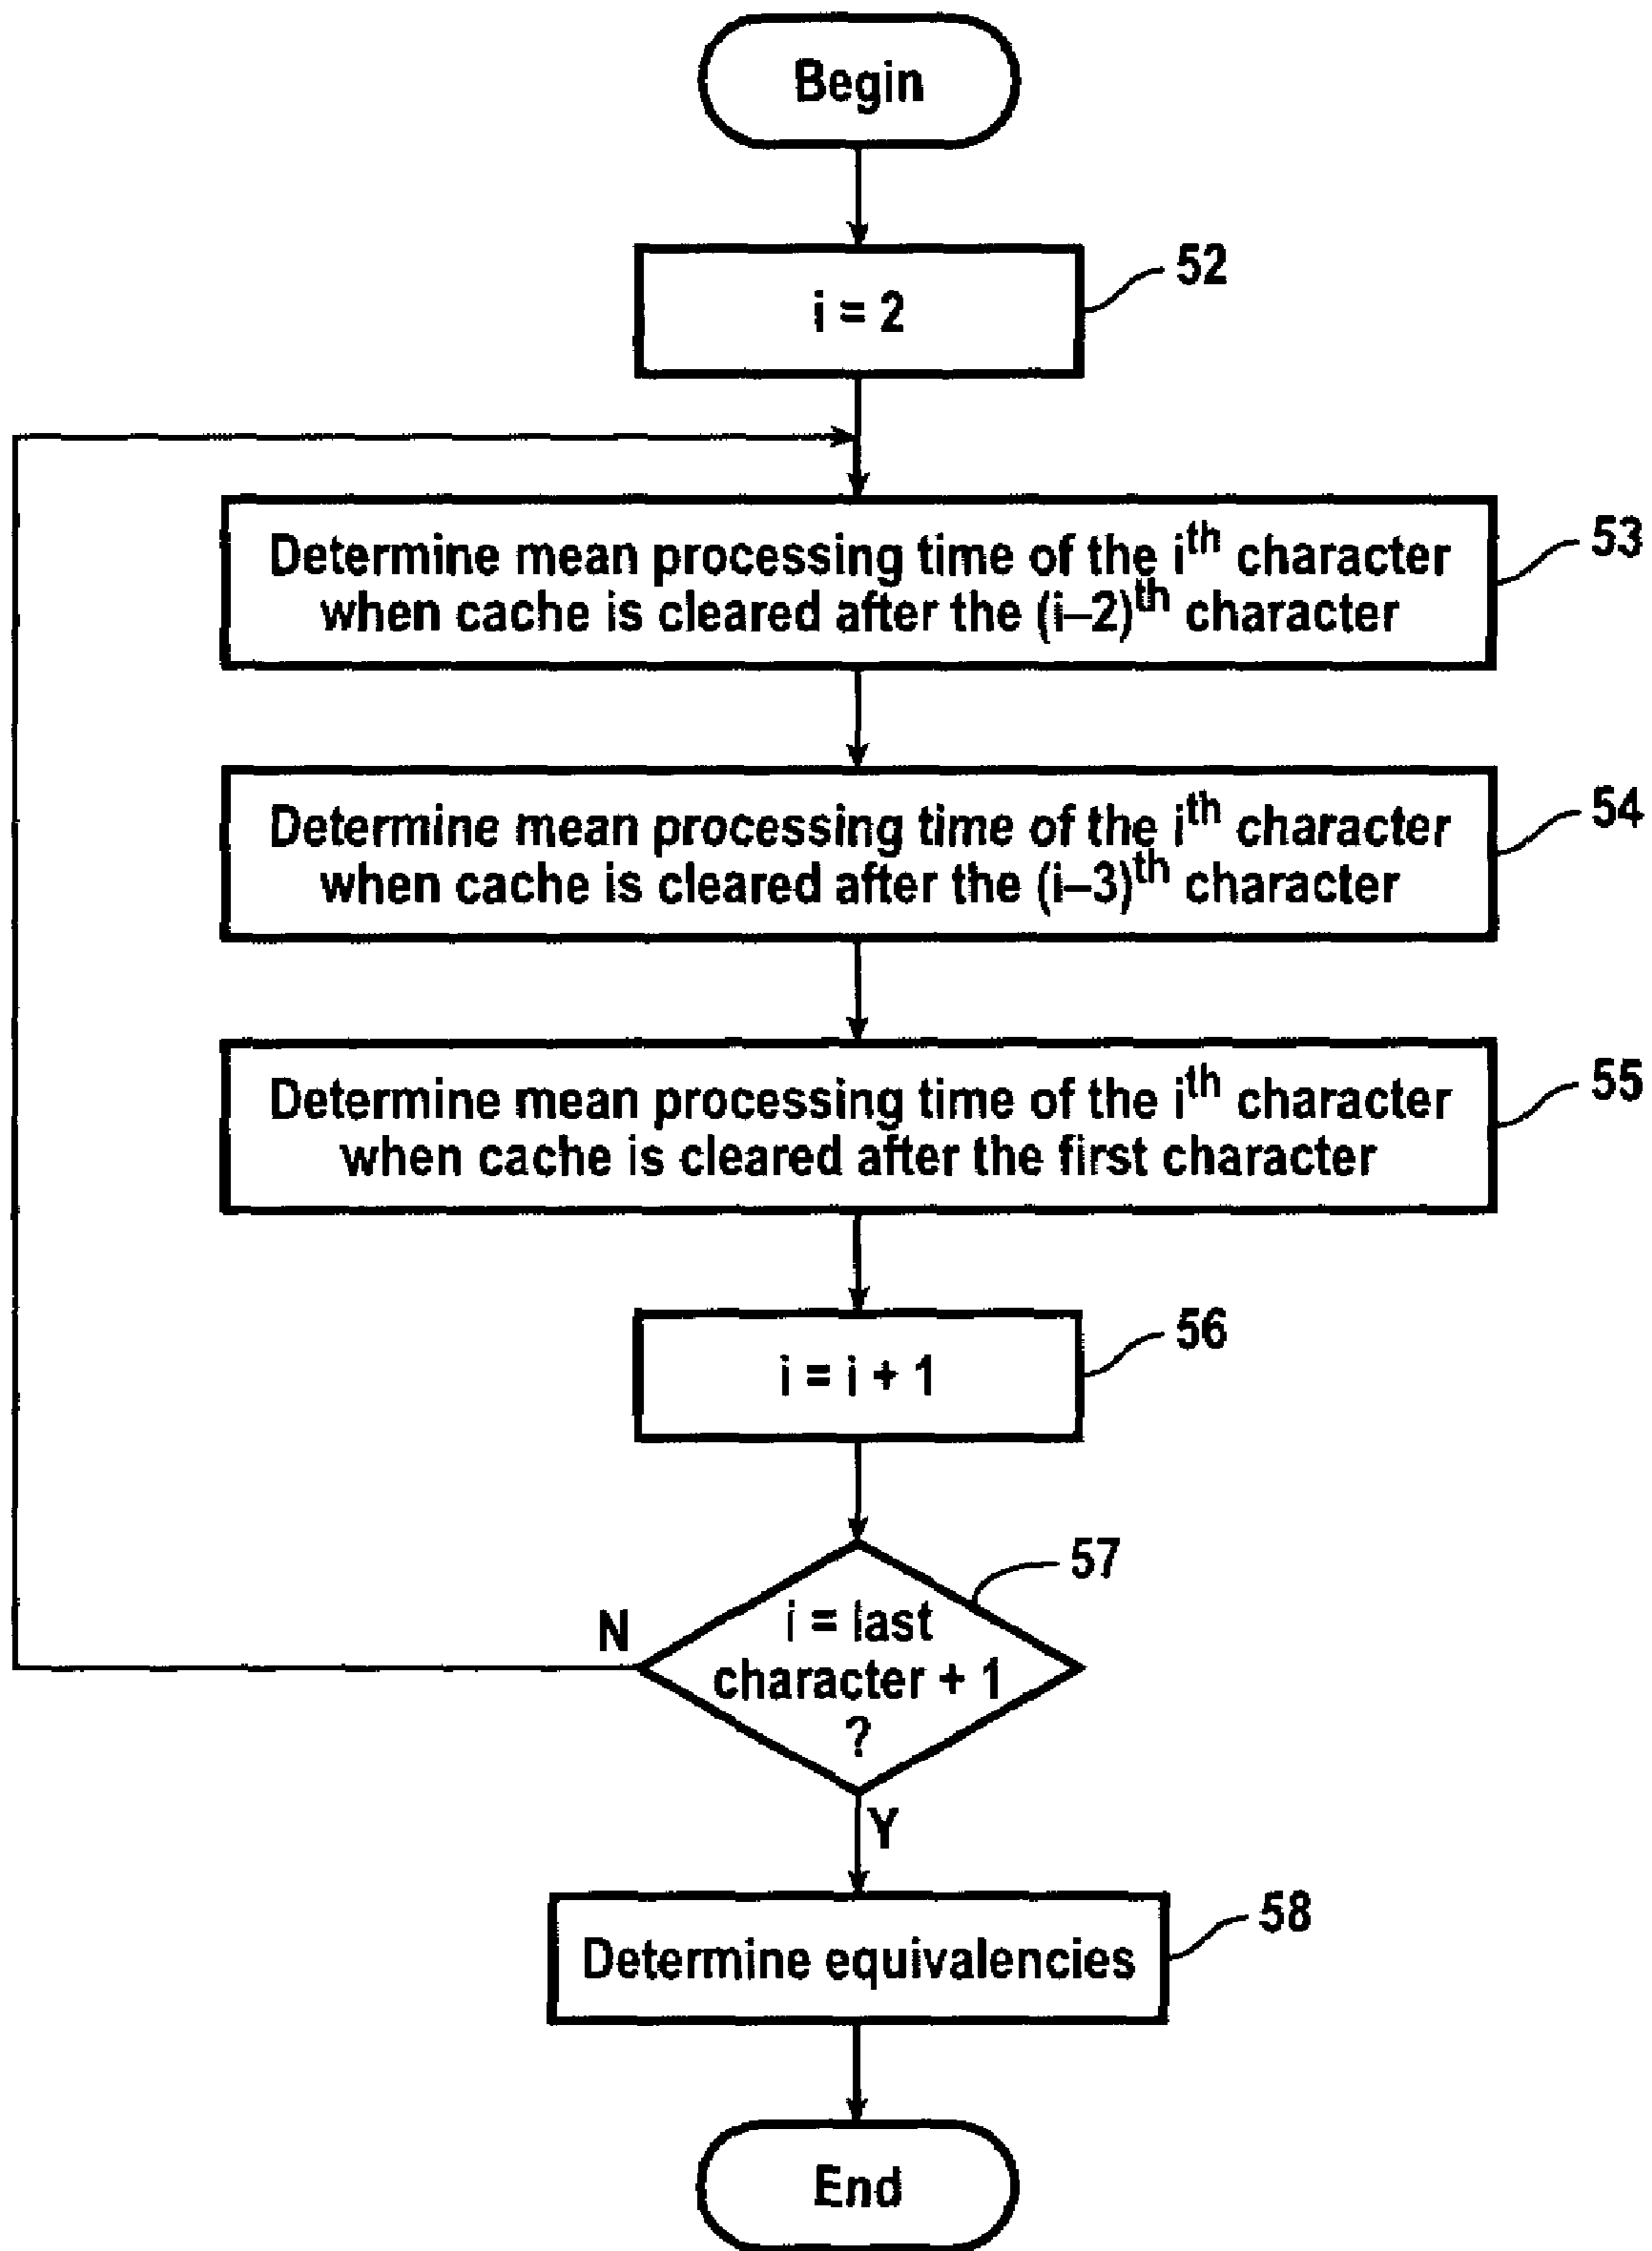 Begin
52
i = 2
53
Determine mean processing time of the iᵗʰ character
when cache is cleared after the (i–2)ᵗʰ character
54
Determine mean processing time of the iᵗʰ character
when cache is cleared after the (i–3)ᵗʰ character
55
Determine mean processing time of the iᵗʰ character
when cache is cleared after the first character
56
i = i + 1
57
i = last
N
character + 1
?
Y
58
Determine equivalencies
End